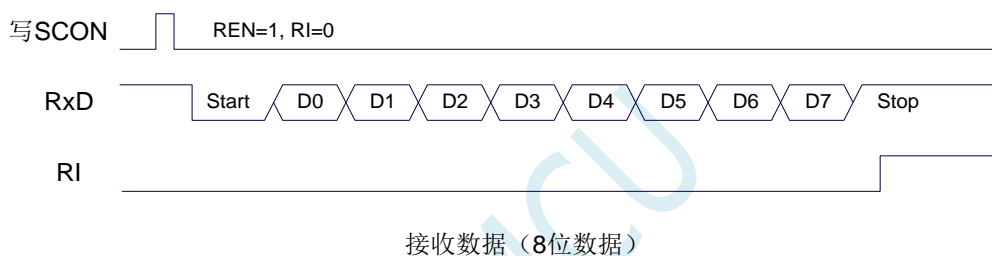 写SCON REN=1, RI=0
RxD Start D0 D1 D2 D3 D4 D5 D6 D7 Stop
RI
接收数据（8位数据）
MCU